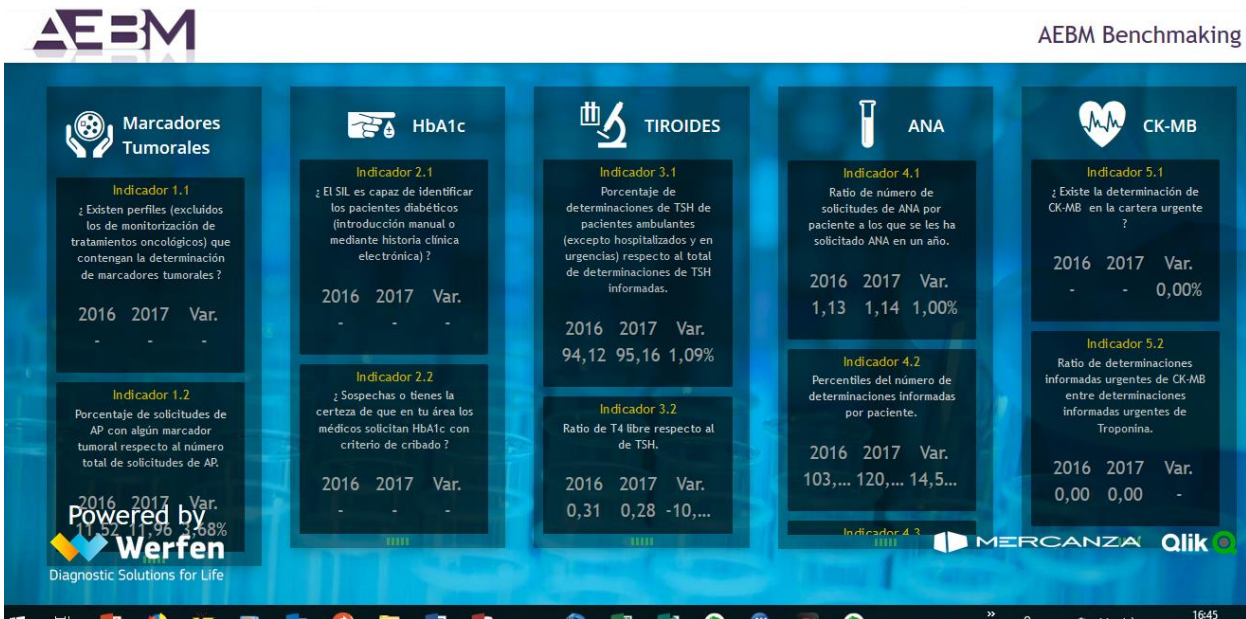 AEBM
AEBM Benchmaking
Marcadores
Tumorales
Indicador 1.1
¿ Existen perfiles (excluidos
los de monitorización de
tratamientos oncológicos) que
contengan la determinación
de marcadores tumorales ?
2016 2017 Var.
- - -
Indicador 1.2
Porcentaje de solicitudes de
AP con algún marcador
tumoral respecto al número
total de solicitudes de AP.
2016 2017 Var.
11,52 11,96 3,68%
Powered by
Werfen
Diagnostic Solutions for Life
HbA1c
Indicador 2.1
¿ El SIL es capaz de identificar
los pacientes diabéticos
(introducción manual o
mediante historia clínica
electrónica) ?
2016 2017 Var.
- - -
Indicador 2.2
¿ Sospechas o tienes la
certeza de que en tu área los
médicos solicitan HbA1c con
criterio de cribado ?
2016 2017 Var.
- - -
TIROIDES
Indicador 3.1
Porcentaje de
determinaciones de TSH de
pacientes ambulantes
(excepto hospitalizados y en
urgencias) respecto al total
de determinaciones de TSH
informadas.
2016 2017 Var.
94,12 95,16 1,09%
Indicador 3.2
Ratio de T4 libre respecto al
de TSH.
2016 2017 Var.
0,31 0,28 -10,...
ANA
Indicador 4.1
Ratio de número de
solicitudes de ANA por
paciente a los que se les ha
solicitado ANA en un año.
2016 2017 Var.
1,13 1,14 1,00%
Indicador 4.2
Percentiles del número de
determinaciones informadas
por paciente.
2016 2017 Var.
103,... 120,... 14,5...
Indicador 4.3
CK-MB
Indicador 5.1
¿ Existe la determinación de
CK-MB en la cartera urgente
?
2016 2017 Var.
- - 0,00%
Indicador 5.2
Ratio de determinaciones
informadas urgentes de CK-MB
entre determinaciones
informadas urgentes de
Troponina.
2016 2017 Var.
0,00 0,00 -
MERCANZA Qlik
16:45